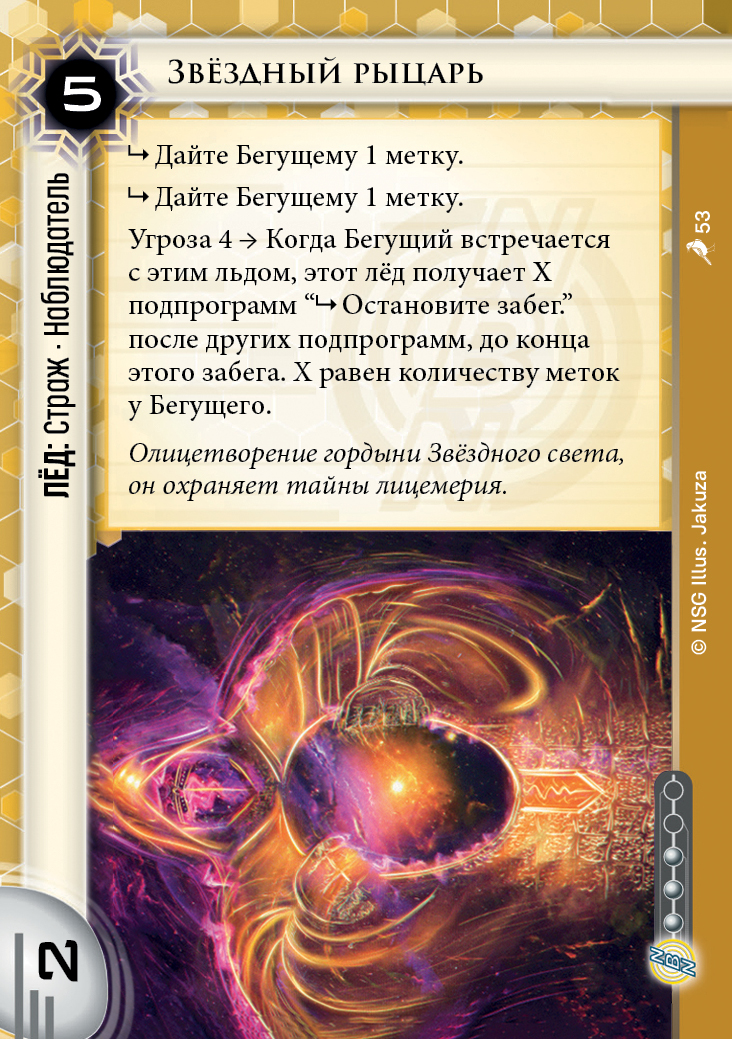 5
Звёздный рыцарь
↳ Дайте Бегущему 1 метку.
↳ Дайте Бегущему 1 метку.
Угроза 4 → Когда Бегущий встречается
с этим льдом, этот лёд получает X
подпрограмм “↳ Остановите забег.”
после других подпрограмм, до конца
этого забега. X равен количеству меток
у Бегущего.
Олицетворение гордыни Звёздного света,
он охраняет тайны лицемерия.
ЛЁД: Страж · Наблюдатель
2
53
© NSG Illus. Jakuza
NBN